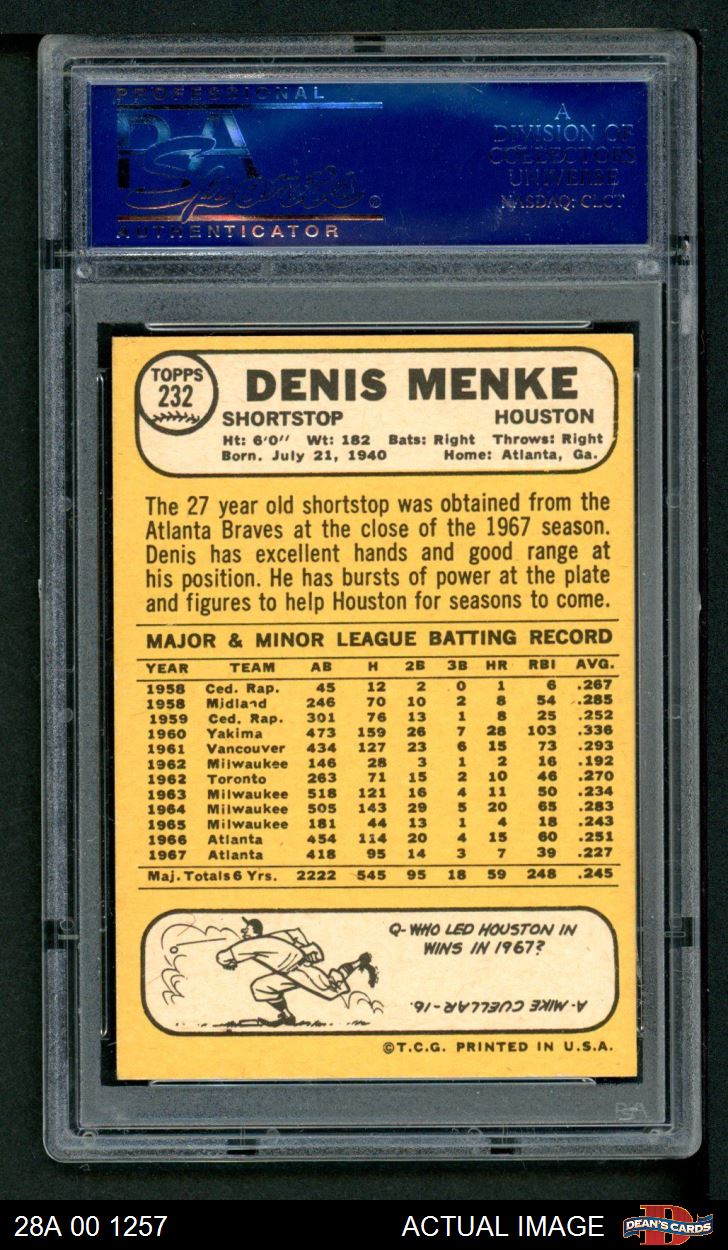 PROFESSIONAL
PSA
Sports
AUTHENTICATOR
A
DIVISION OF
COLLECTORS
UNIVERSE
NASDAQ: CLCT
TOPPS
232
DENIS MENKE
SHORTSTOP HOUSTON
Ht: 6'0" Wt: 182 Bats: Right Throws: Right
Born. July 21, 1940 Home: Atlanta, Ga.
The 27 year old shortstop was obtained from the
Atlanta Braves at the close of the 1967 season.
Denis has excellent hands and good range at
his position. He has bursts of power at the plate
and figures to help Houston for seasons to come.
MAJOR & MINOR LEAGUE BATTING RECORD
YEAR TEAM AB H 2B 3B HR RBI AVG.
1958 Ced. Rap. 45 12 2 0 1 6 .267
1958 Midland 246 70 10 2 8 54 .285
1959 Ced. Rap. 301 76 13 1 8 25 .252
1960 Yakima 473 159 26 7 28 103 .336
1961 Vancouver 434 127 23 6 15 73 .293
1962 Milwaukee 146 28 3 1 2 16 .192
1962 Toronto 263 71 15 2 10 46 .270
1963 Milwaukee 518 121 16 4 11 50 .234
1964 Milwaukee 505 143 29 5 20 65 .283
1965 Milwaukee 181 44 13 1 4 18 .243
1966 Atlanta 454 114 20 4 15 60 .251
1967 Atlanta 418 95 14 3 7 39 .227
Maj. Totals 6 Yrs. 2222 545 95 18 59 248 .245
Q- WHO LED HOUSTON IN
WINS IN 1967?
A- MIKE CUELLAR -16.
©T.C.G. PRINTED IN U.S.A.
PSA
28A 00 1257 ACTUAL IMAGE
DEAN'S CARDS